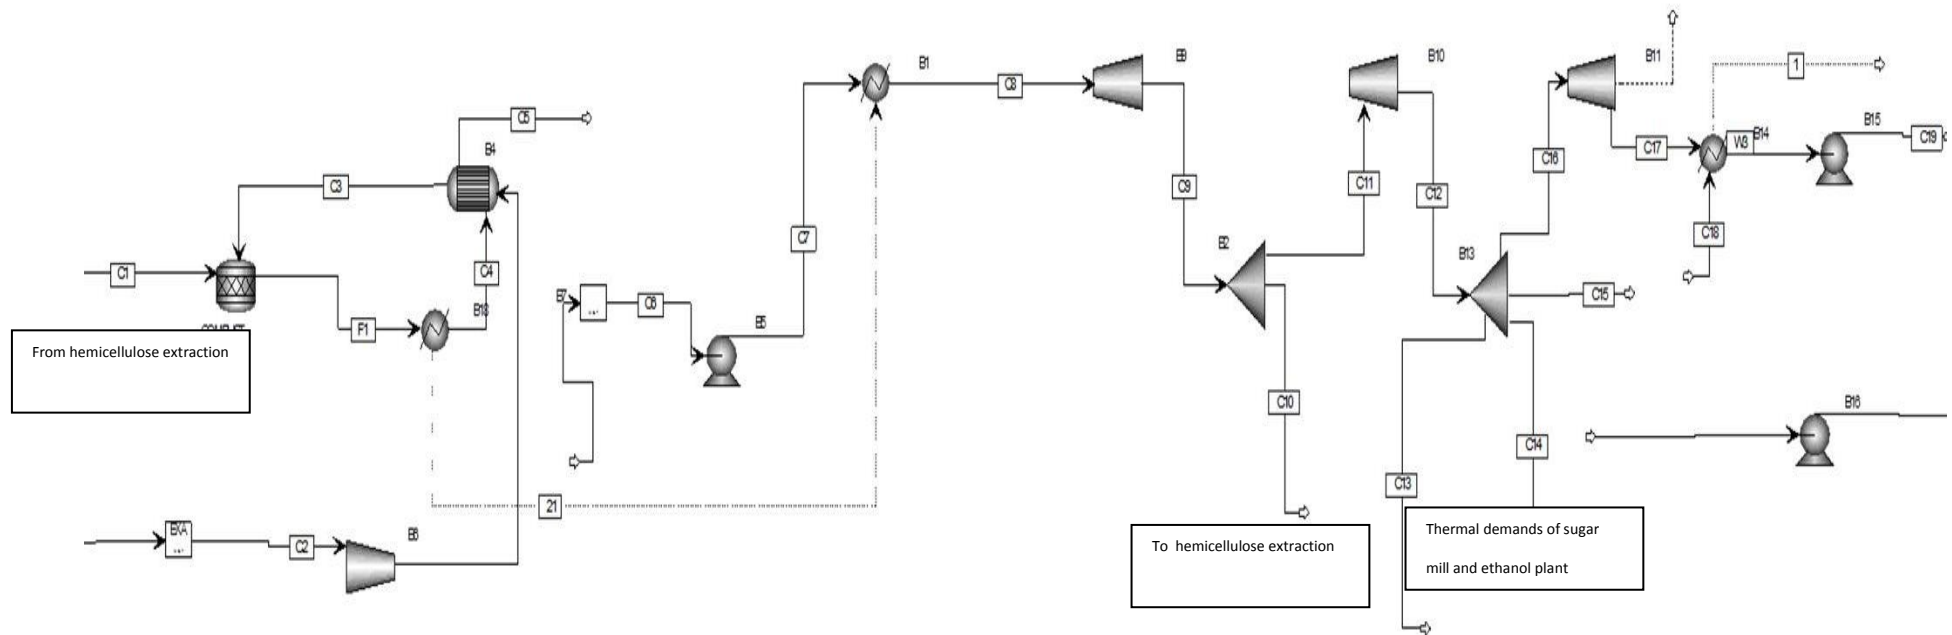 B11
B9
B10
B1
1
C8
C5
B15
B4
W3
B14
C19
C17
C16
C3
C11
C9
C12
C7
C18
C1
C4
B2
B13
B7
C6
C15
B18
B5
F1
From hemicellulose extraction
C10
B16
C14
C13
21
Thermal demands of sugar
mill and ethanol plant
To hemicellulose extraction
C2
B6